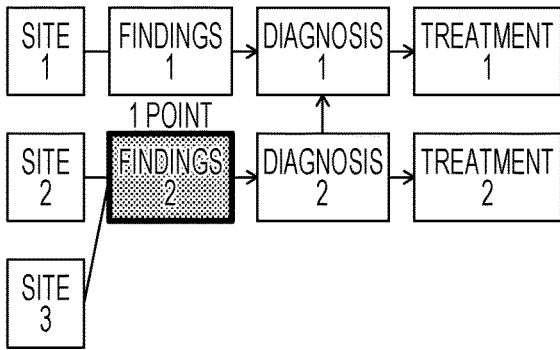 SITE
1
FINDINGS
1
DIAGNOSIS
1
TREATMENT
1
1 POINT
SITE
2
FINDINGS
2
DIAGNOSIS
2
TREATMENT
2
SITE
3